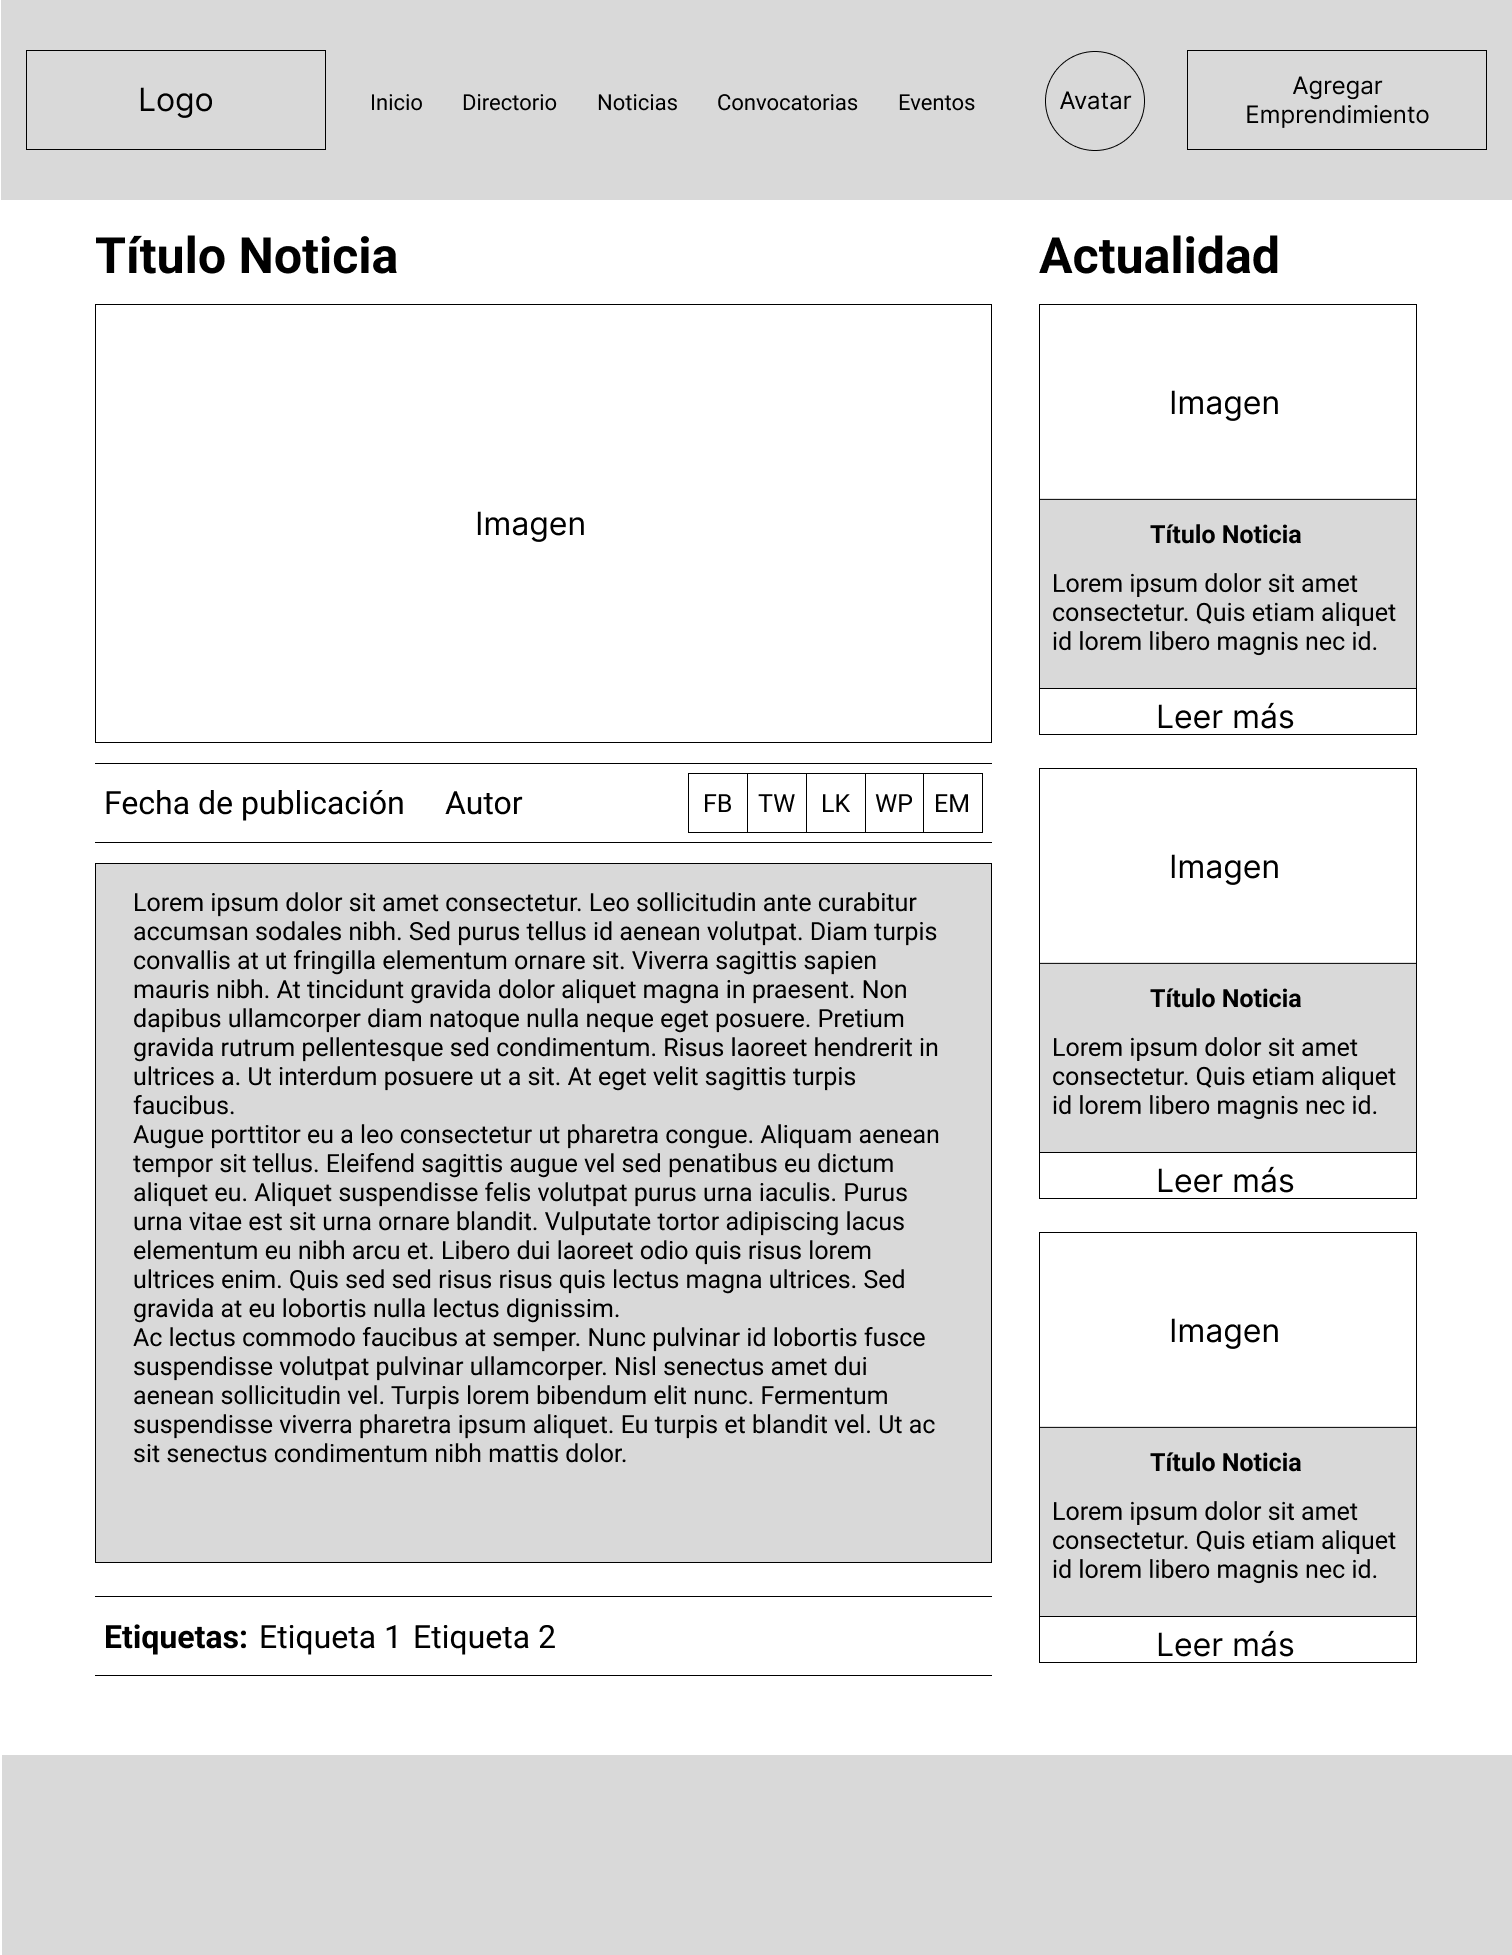 Logo
Inicio
Directorio
Noticias
Convocatorias
Eventos
Avatar
Agregar
Emprendimiento
Título Noticia
Imagen
Fecha de publicación
Autor
FB
TW
LK
WP
EM
Lorem ipsum dolor sit amet consectetur. Leo sollicitudin ante curabitur
accumsan sodales nibh. Sed purus tellus id aenean volutpat. Diam turpis
convallis at ut fringilla elementum ornare sit. Viverra sagittis sapien
mauris nibh. At tincidunt gravida dolor aliquet magna in praesent. Non
dapibus ullamcorper diam natoque nulla neque eget posuere. Pretium
gravida rutrum pellentesque sed condimentum. Risus laoreet hendrerit in
ultrices a. Ut interdum posuere ut a sit. At eget velit sagittis turpis
faucibus.
Augue porttitor eu a leo consectetur ut pharetra congue. Aliquam aenean
tempor sit tellus. Eleifend sagittis augue vel sed penatibus eu dictum
aliquet eu. Aliquet suspendisse felis volutpat purus urna iaculis. Purus
urna vitae est sit urna ornare blandit. Vulputate tortor adipiscing lacus
elementum eu nibh arcu et. Libero dui laoreet odio quis risus lorem
ultrices enim. Quis sed sed risus risus quis lectus magna ultrices. Sed
gravida at eu lobortis nulla lectus dignissim.
Ac lectus commodo faucibus at semper. Nunc pulvinar id lobortis fusce
suspendisse volutpat pulvinar ullamcorper. Nisl senectus amet dui
aenean sollicitudin vel. Turpis lorem bibendum elit nunc. Fermentum
suspendisse viverra pharetra ipsum aliquet. Eu turpis et blandit vel. Ut ac
sit senectus condimentum nibh mattis dolor.
Etiquetas: Etiqueta 1 Etiqueta 2
Actualidad
Imagen
Título Noticia
Lorem ipsum dolor sit amet
consectetur. Quis etiam aliquet
id lorem libero magnis nec id.
Leer más
Imagen
Título Noticia
Lorem ipsum dolor sit amet
consectetur. Quis etiam aliquet
id lorem libero magnis nec id.
Leer más
Imagen
Título Noticia
Lorem ipsum dolor sit amet
consectetur. Quis etiam aliquet
id lorem libero magnis nec id.
Leer más